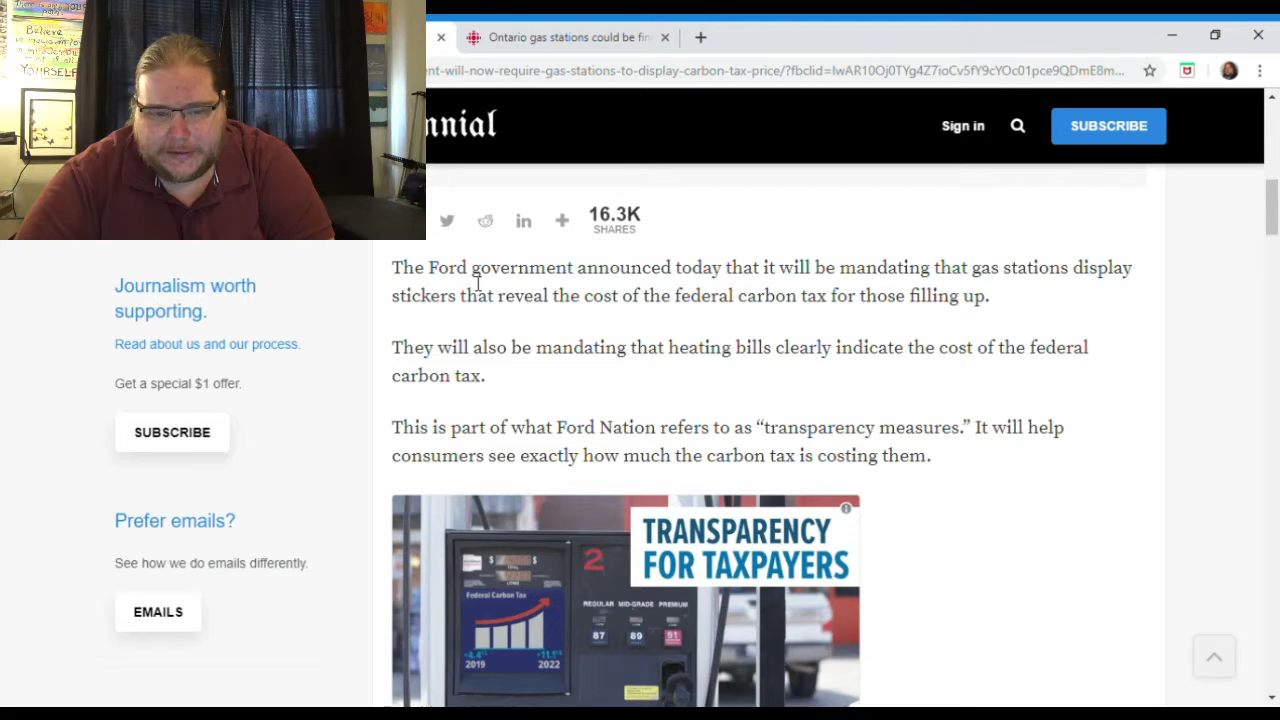 Believe
YOURSELF
Ontario gas stations could be fin
ent-will-now-require-gas-stations-to-display-carbon-tax-price/?fbclid=IwAR10Oj0TYg4Z7ioCr5fY9cYOc01pce9QDmE8m...
nnial
Sign in
SUBSCRIBE
16.3K
SHARES
The Ford government announced today that it will be mandating that gas stations display
stickers that reveal the cost of the federal carbon tax for those filling up.
Journalism worth
supporting.
Read about us and our process.
They will also be mandating that heating bills clearly indicate the cost of the federal
carbon tax.
Get a special $1 offer.
SUBSCRIBE
This is part of what Ford Nation refers to as “transparency measures.” It will help
consumers see exactly how much the carbon tax is costing them.
Prefer emails?
See how we do emails differently.
EMAILS
TRANSPARENCY
FOR TAXPAYERS
2
Federal Carbon Tax
REGULAR MID-GRADE PREMIUM
87 89 91
2019 2022